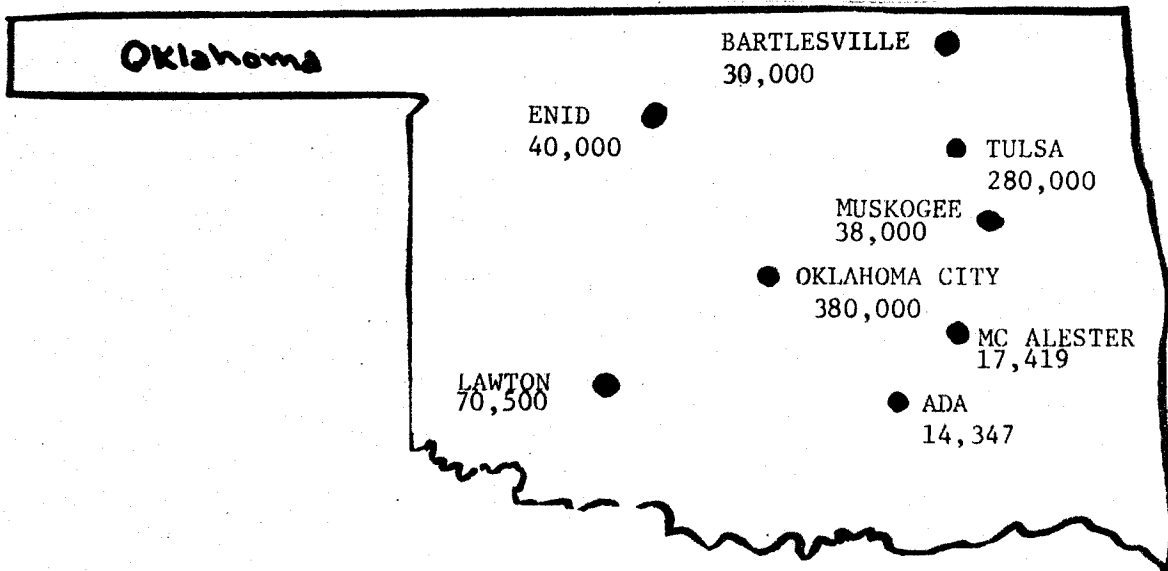 Oklahoma
BARTLESVILLE
30,000
ENID
40,000
TULSA
280,000
MUSKOGEE
38,000
OKLAHOMA CITY
380,000
MC ALESTER
17,419
LAWTON
70,500
ADA
14,347